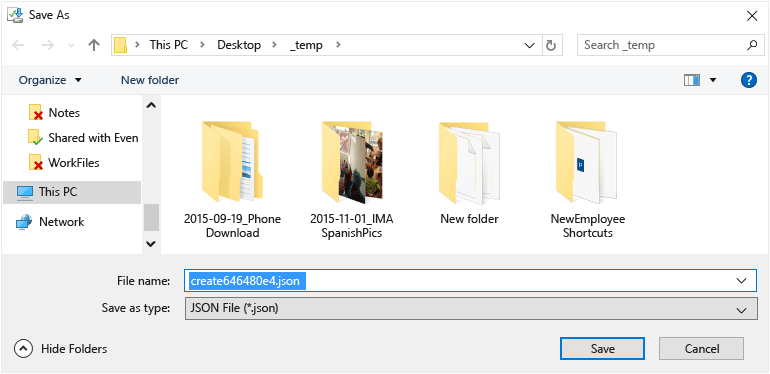 Save As
This PC > Desktop > _temp >
Search _temp
Organize
New folder
?
Notes
Shared with Even
WorkFiles
This PC
Network
2015-09-19_Phone
Download
2015-11-01_IMA
SpanishPics
New folder
NewEmployee
Shortcuts
File name: create646480e4.json
Save as type: JSON File (*.json)
Hide Folders
Save
Cancel